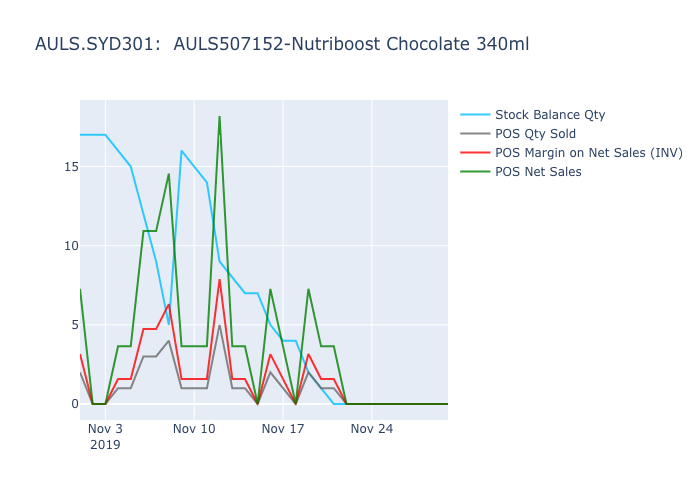 AULS.SYD301:  AULS507152-Nutriboost Chocolate 340ml
Stock Balance Qty
POS Qty Sold
POS Margin on Net Sales (INV)
POS Net Sales
15
10
5
0
Nov 3
2019
Nov 10
Nov 17
Nov 24